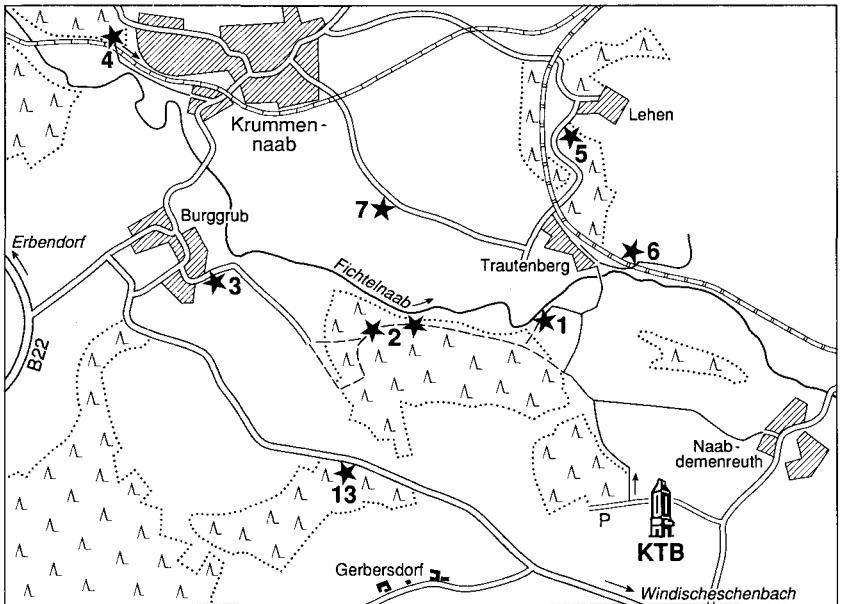 4
Krummen-
naab
Lehen
5
7
Burggrub
Erbendorf
Trautenberg
6
3
Fichtelnaab
2
1
B22
Naab-
demenreuth
13
P
KTB
Gerbersdorf
Windischeschenbach